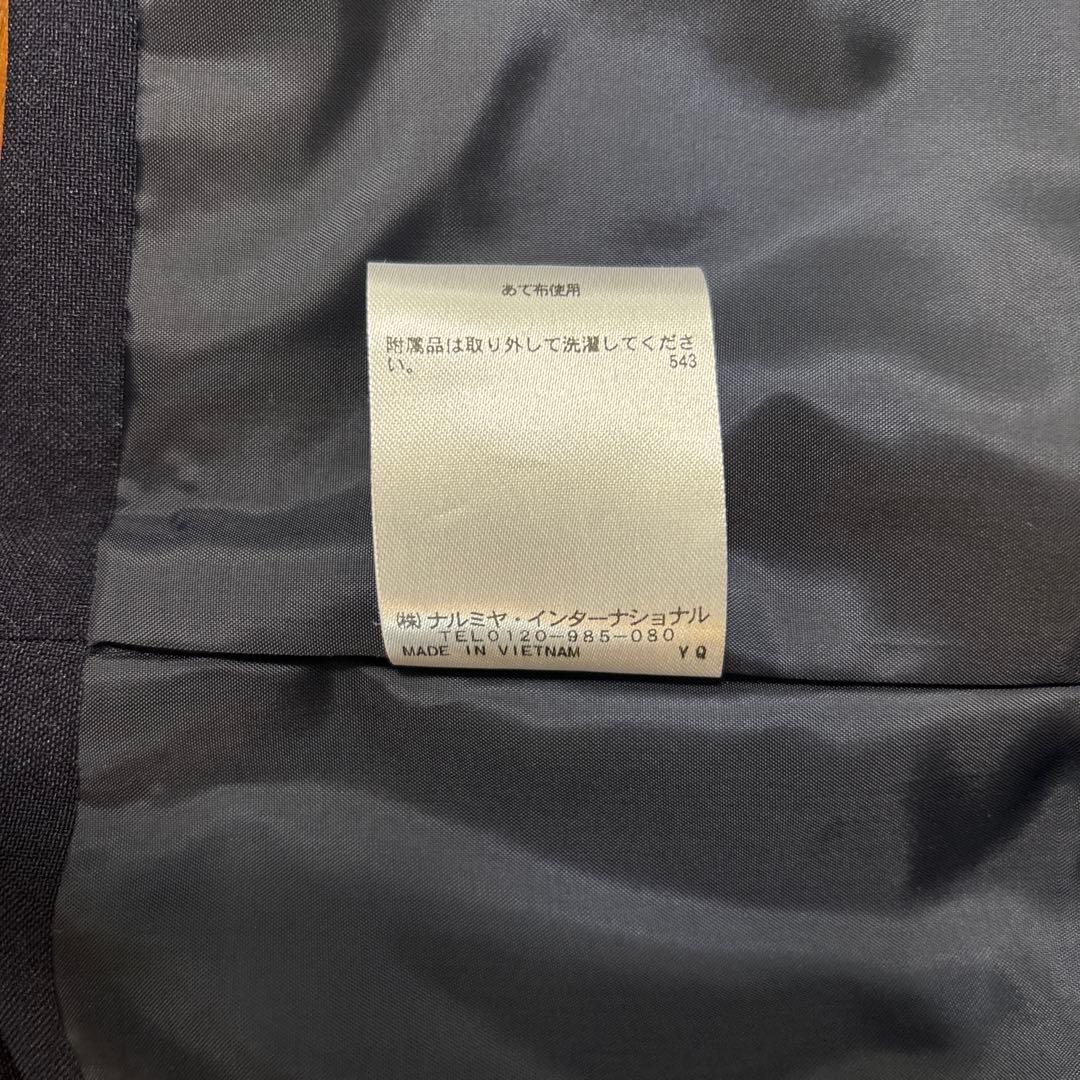 あて布使用
附属品は取り外して洗濯してくださ
い。 543
(株)ナルミヤ・インターナショナル
TEL0120-985-080
MADE IN VIETNAM YQ